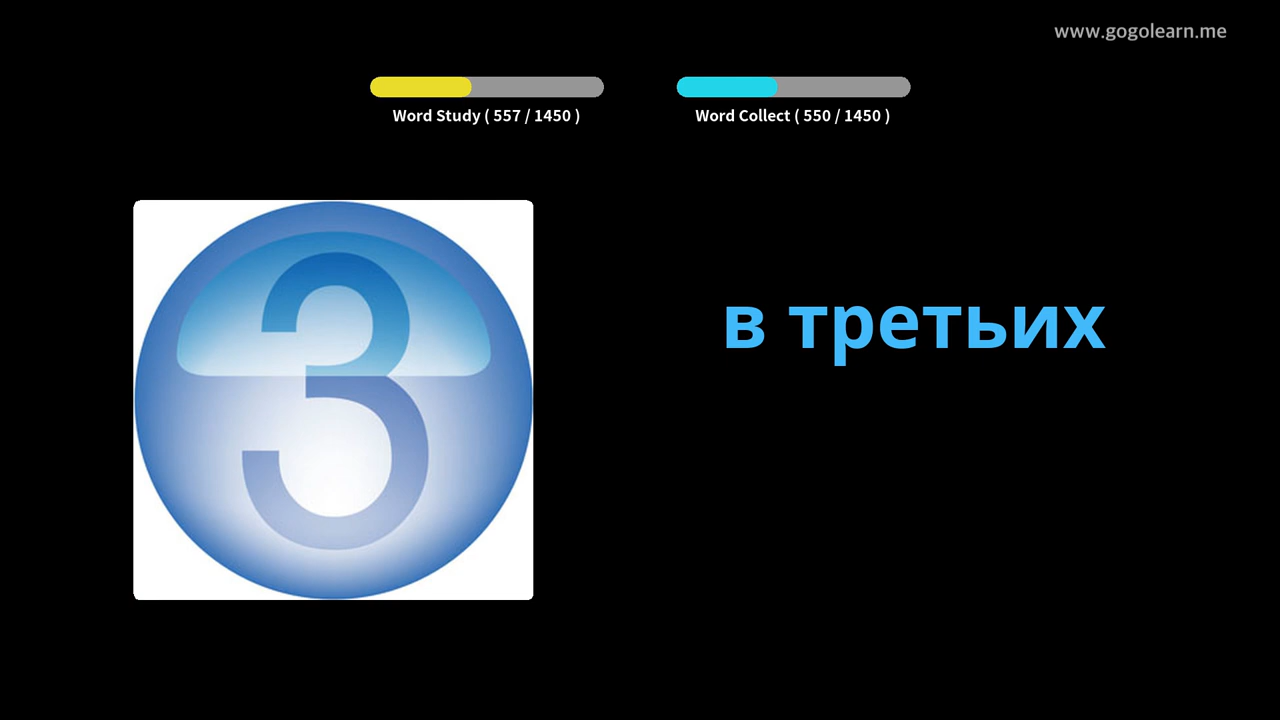 www.gogolearn.me
Word Study ( 557 / 1450 )
Word Collect ( 550 / 1450 )
3
в третьих